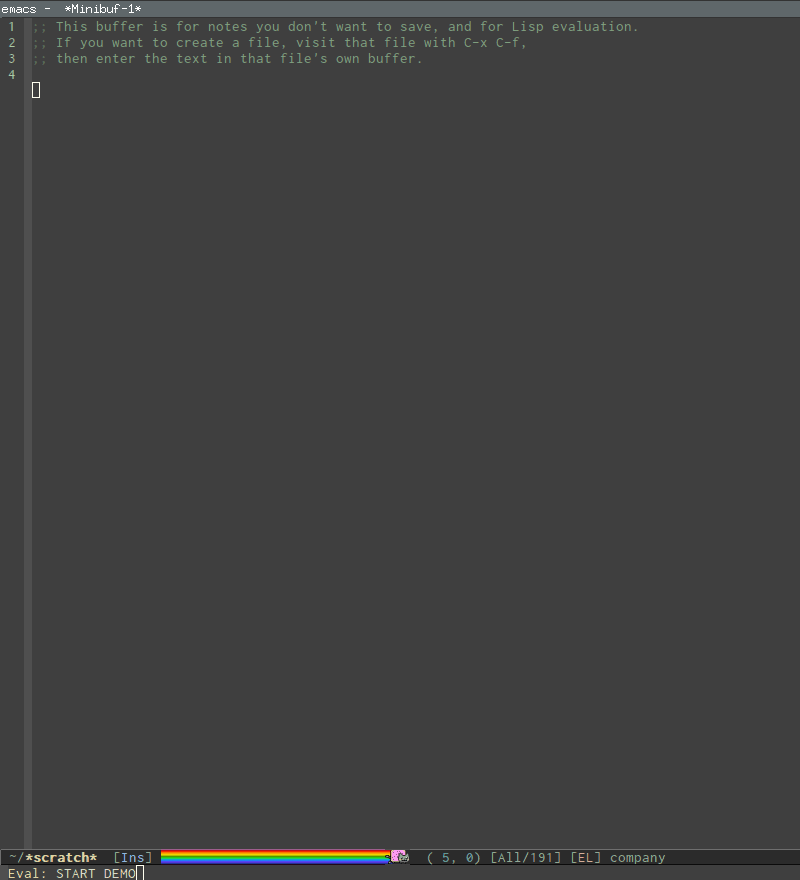 emacs -  *Minibuf-1*
1 ;; This buffer is for notes you don't want to save, and for Lisp evaluation.
2 ;; If you want to create a file, visit that file with C-x C-f,
3 ;; then enter the text in that file's own buffer.
4
~/*scratch*  [Ins]  ( 5, 0) [All/191] [EL] company
Eval: START DEMO